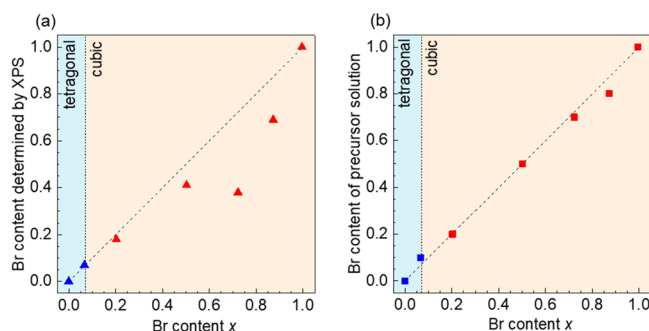 (a)
1.0
0.8
0.6
0.4
0.2
0.0
Br content determined by XPS
tetragonal
cubic
0.0 0.2 0.4 0.6 0.8 1.0
Br content x
(b)
1.0
0.8
0.6
0.4
0.2
0.0
Br content of precursor solution
tetragonal
cubic
0.0 0.2 0.4 0.6 0.8 1.0
Br content x